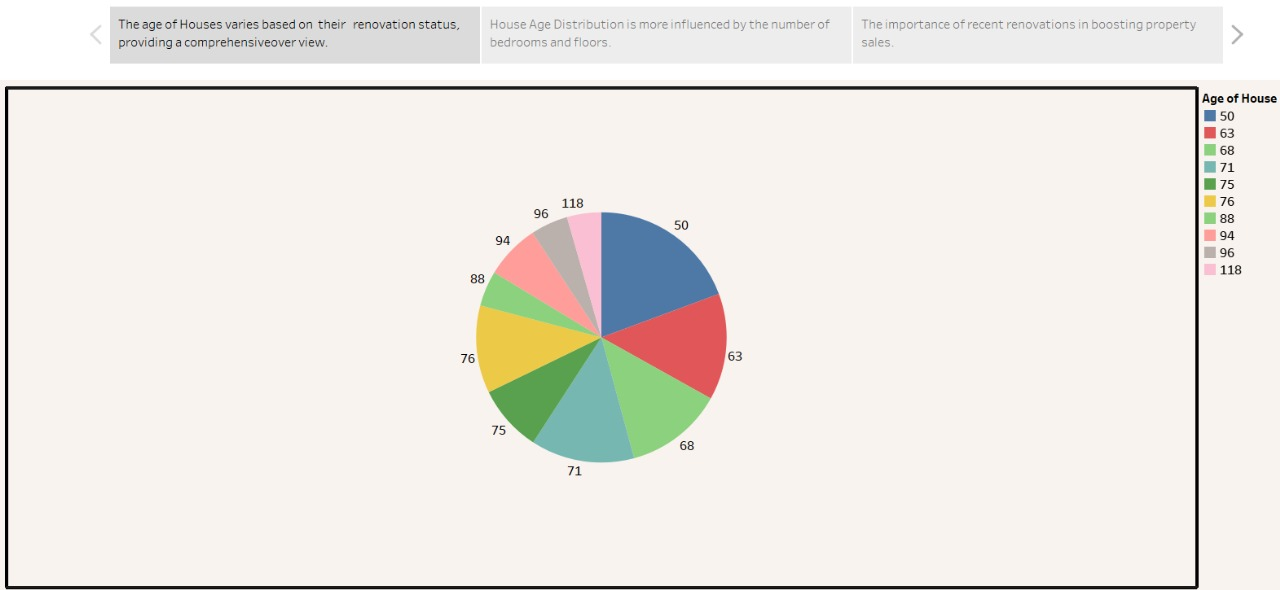 The age of Houses varies based on  their  renovation status,
providing a comprehensiveover view.
House Age Distribution is more influenced by the number of
bedrooms and floors.
The importance of recent renovations in boosting property
sales.
Age of House
50
63
68
71
75
76
88
94
96
118
118
96
50
94
88
63
76
75
68
71